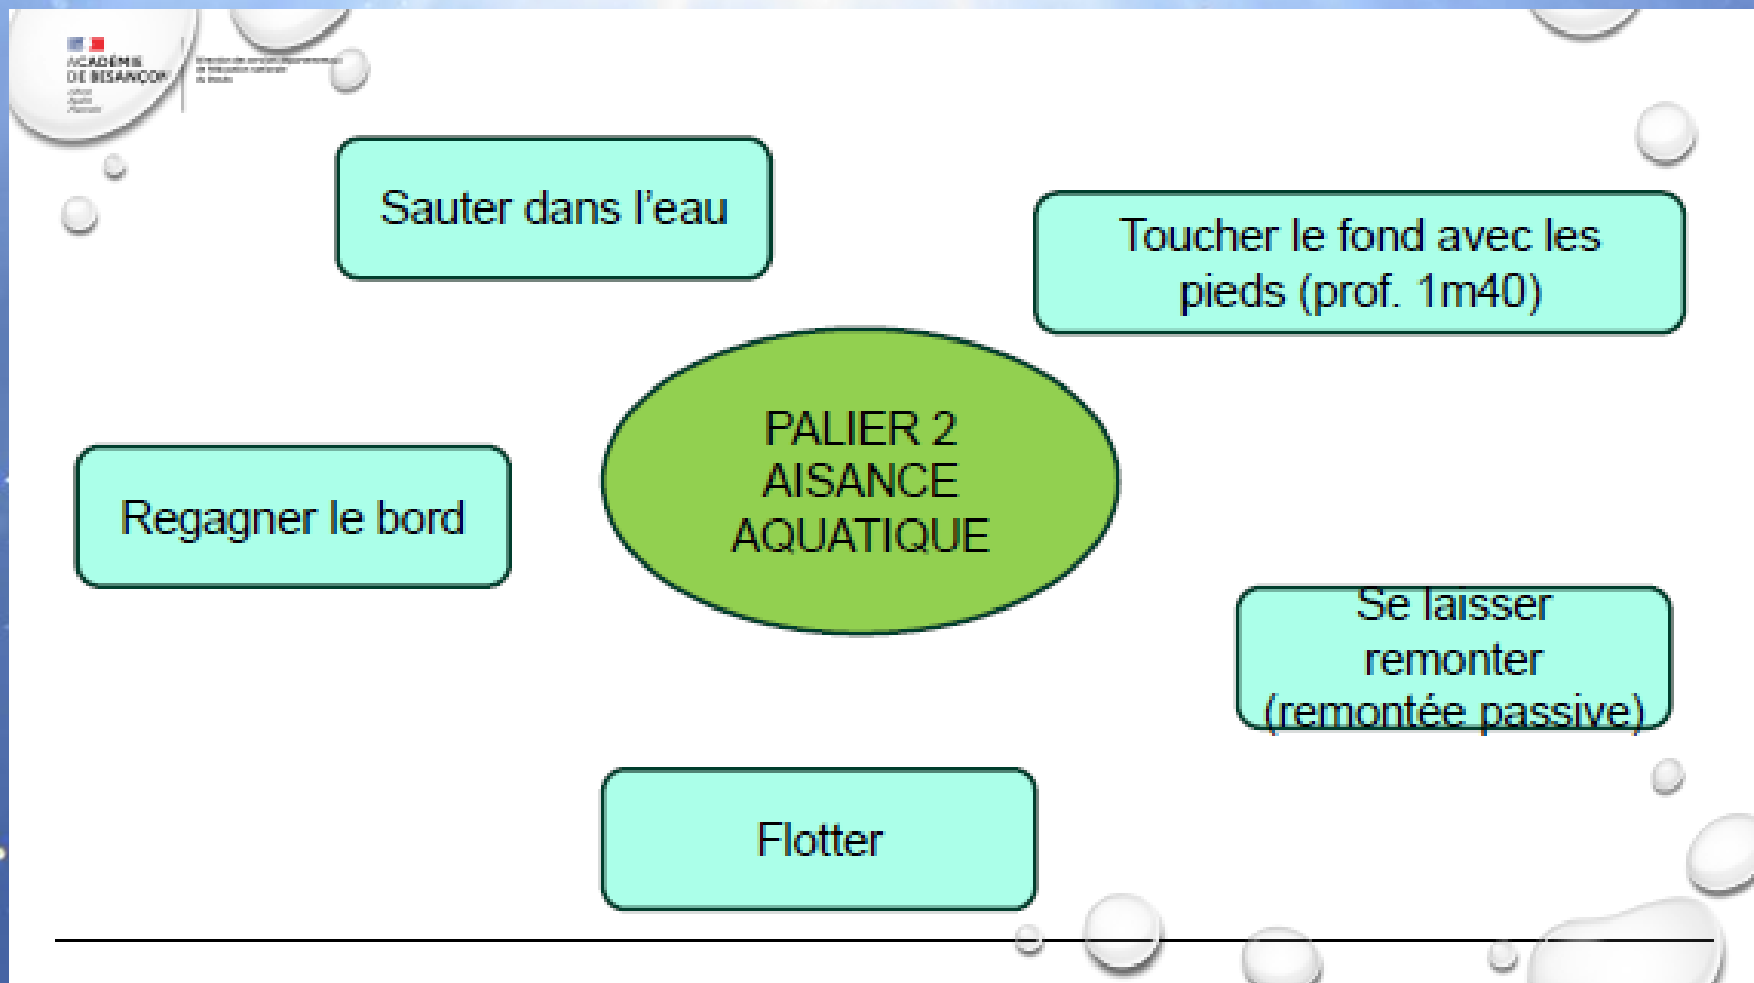 ACADÉMIE
DE BESANÇON
Sauter dans l'eau
Toucher le fond avec les
pieds (prof. 1m40)
PALIER 2
AISANCE
AQUATIQUE
Regagner le bord
Se laisser
remonter
(remontée passive)
Flotter